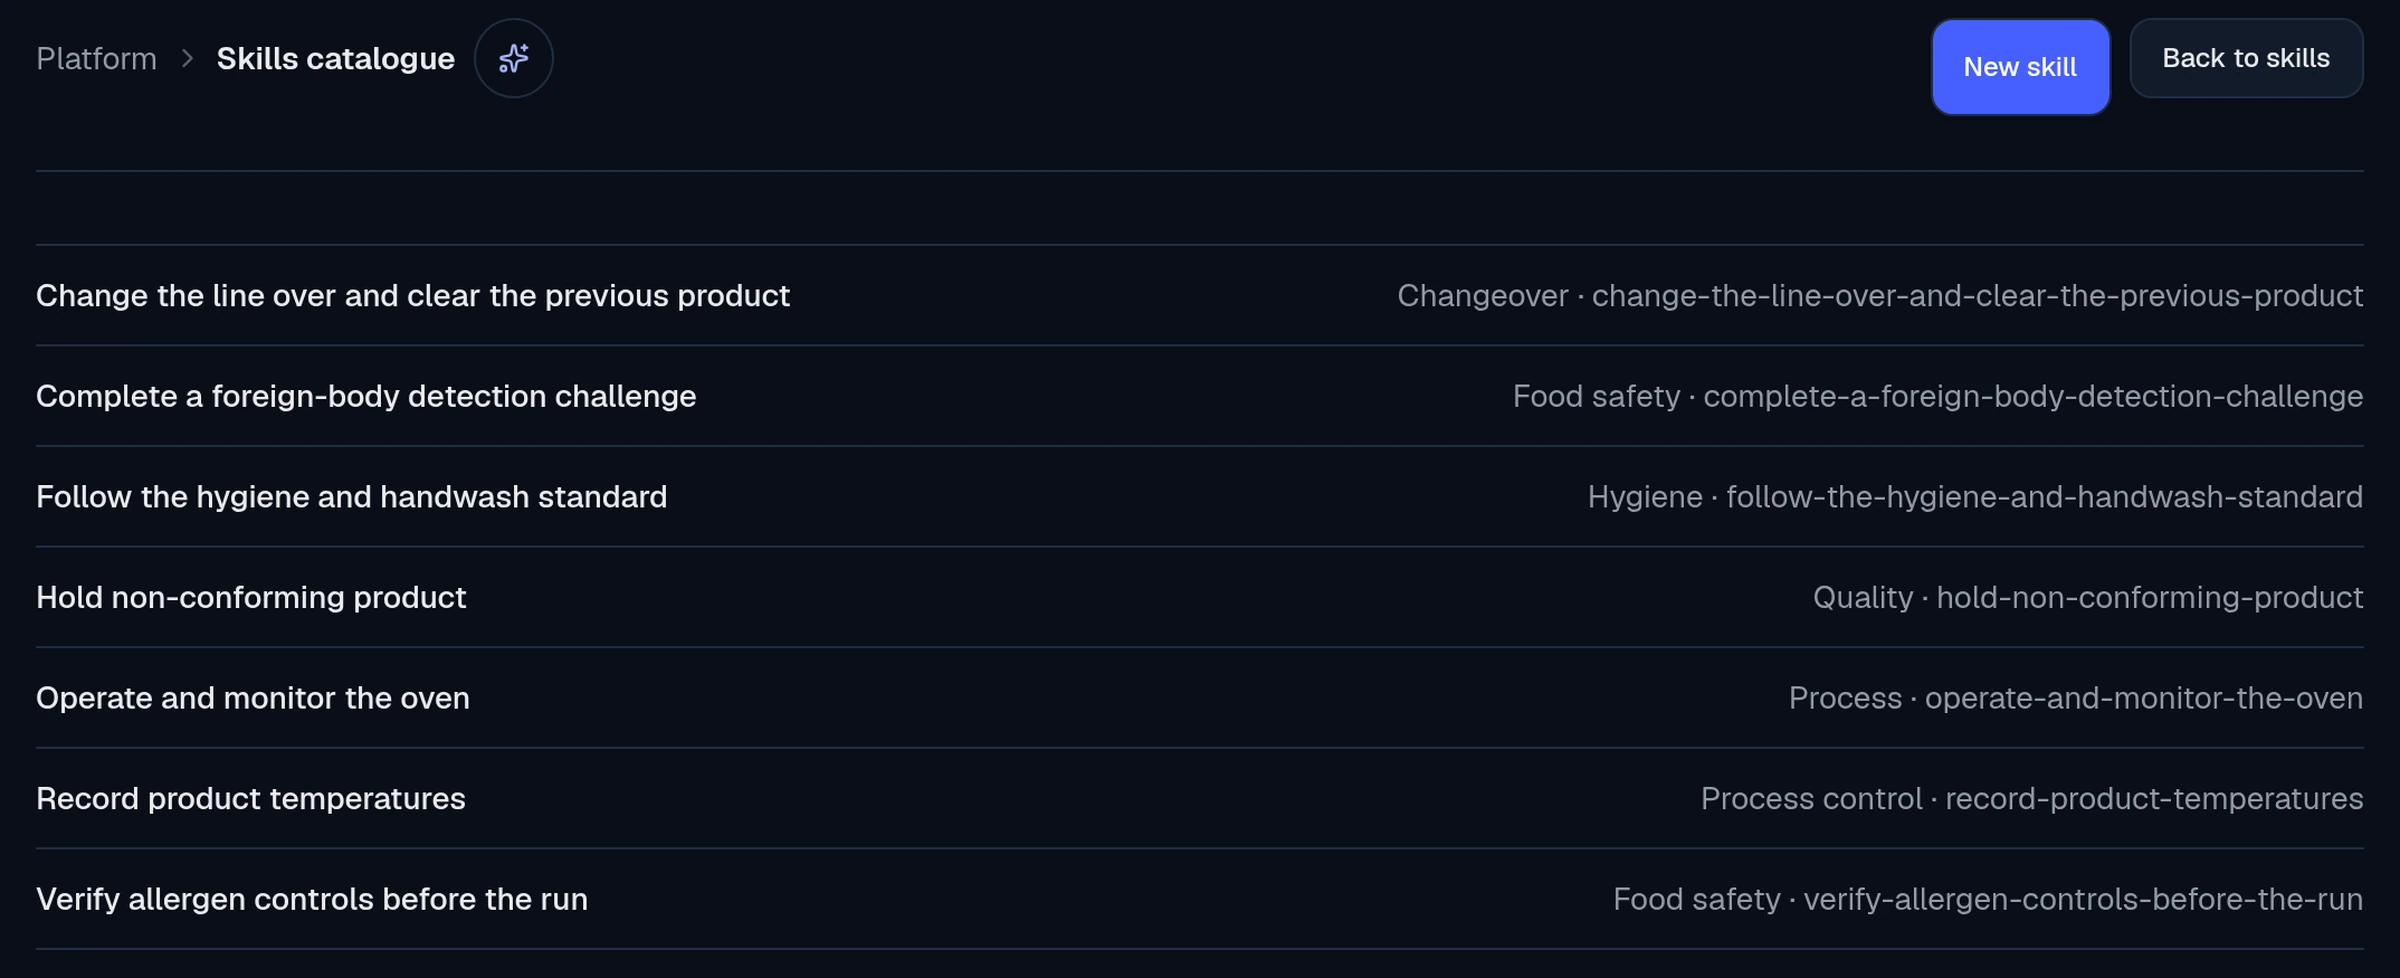 Platform > Skills catalogue
New skill
Back to skills
Change the line over and clear the previous product
Changeover · change-the-line-over-and-clear-the-previous-product
Complete a foreign-body detection challenge
Food safety · complete-a-foreign-body-detection-challenge
Follow the hygiene and handwash standard
Hygiene · follow-the-hygiene-and-handwash-standard
Hold non-conforming product
Quality · hold-non-conforming-product
Operate and monitor the oven
Process · operate-and-monitor-the-oven
Record product temperatures
Process control · record-product-temperatures
Verify allergen controls before the run
Food safety · verify-allergen-controls-before-the-run